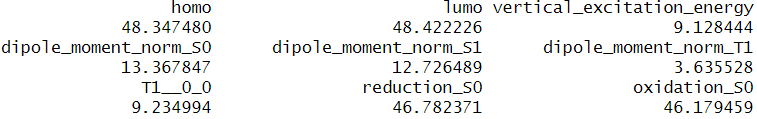 homo lumo vertical_excitation_energy
48.347480 48.422226 9.128444
dipole_moment_norm_S0 dipole_moment_norm_S1 dipole_moment_norm_T1
13.367847 12.726489 3.635528
T1__0_0 reduction_S0 oxidation_S0
9.234994 46.782371 46.179459